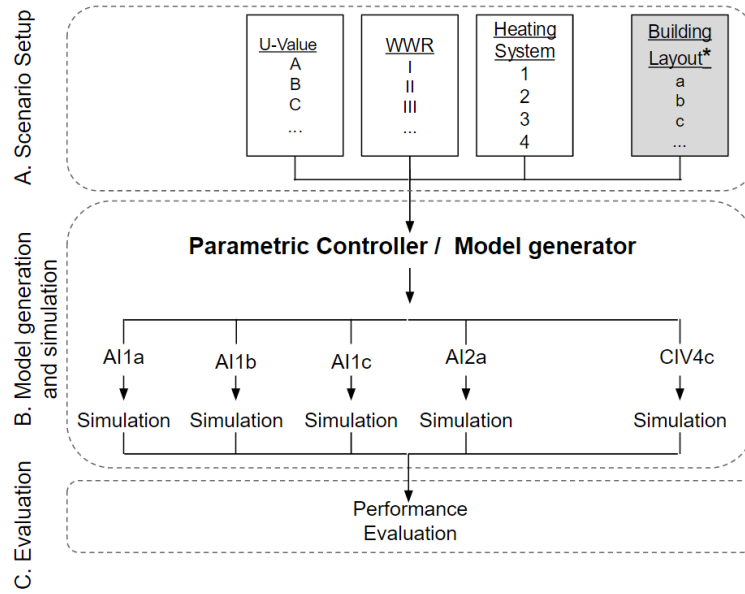 A. Scenario Setup
U-Value
A
B
C
...
WWR
I
II
III
...
Heating
System
1
2
3
4
Building
Layout*
a
b
c
...
B. Model generation
and simulation
Parametric Controller / Model generator
AI1a
AI1b
AI1c
AI2a
CIV4c
Simulation
Simulation
Simulation
Simulation
Simulation
C. Evaluation
Performance
Evaluation